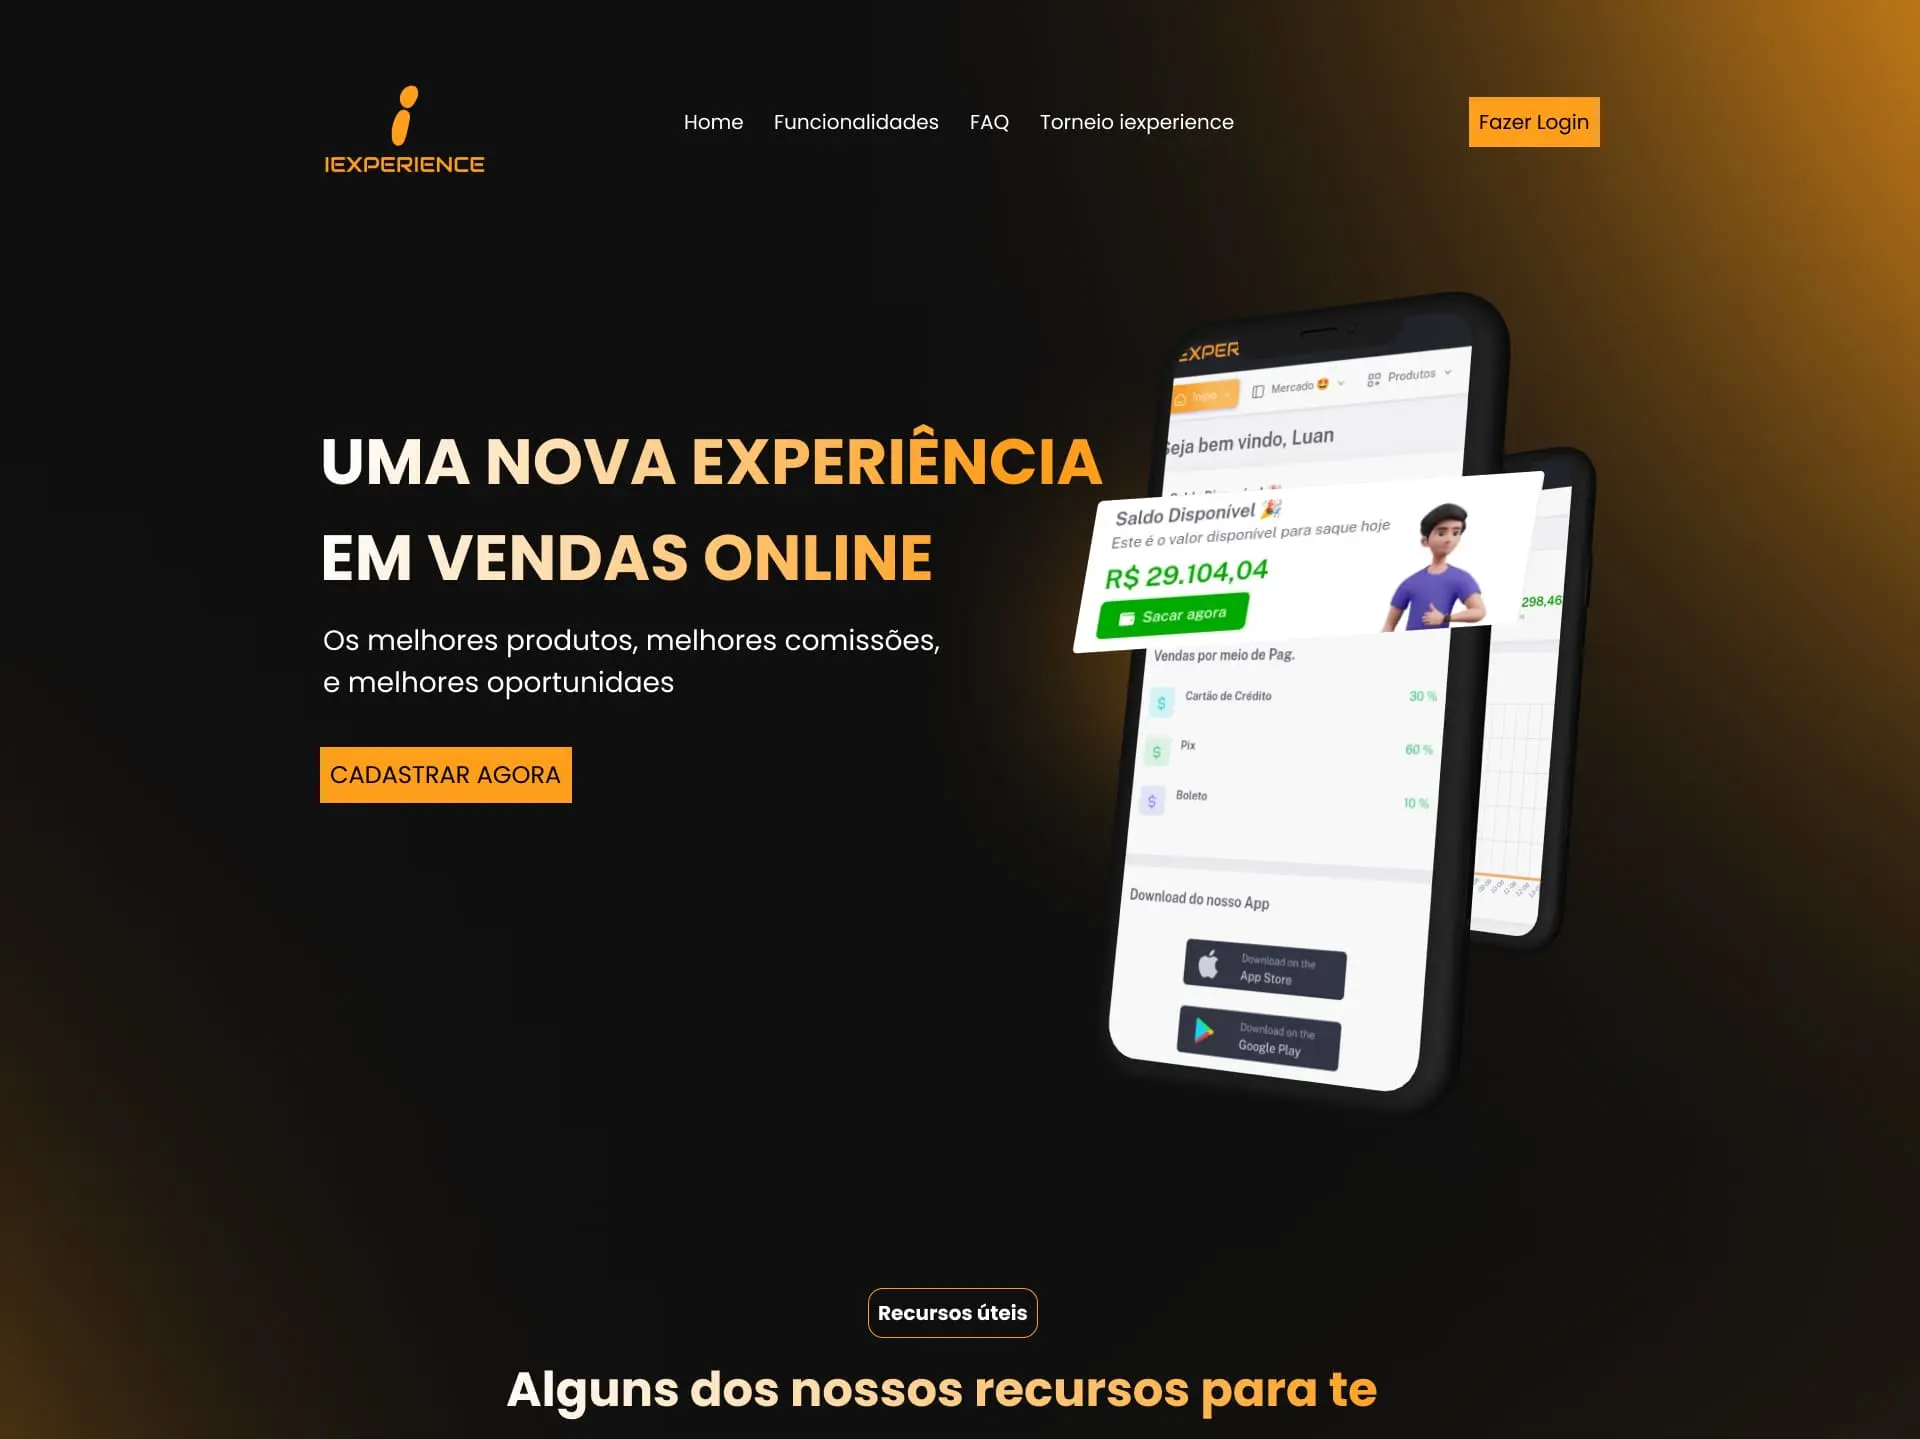 IEXPERIENCE
Home
Funcionalidades
FAQ
Torneio iexperience
Fazer Login
UMA NOVA EXPERIÊNCIA
EM VENDAS ONLINE
Os melhores produtos, melhores comissões,
e melhores oportunidaes
CADASTRAR AGORA
EXPER
Início
Mercado 🤩
Produtos
Seja bem vindo, Luan
Saldo Disponível 🎉
Este é o valor disponível para saque hoje
R$ 29.104,04
Sacar agora
298,46
Vendas por meio de Pag.
Cartão de Crédito 30 %
Pix 60 %
Boleto 10 %
Download do nosso App
Download on the
App Store
Download on the
Google Play
Recursos úteis
Alguns dos nossos recursos para te